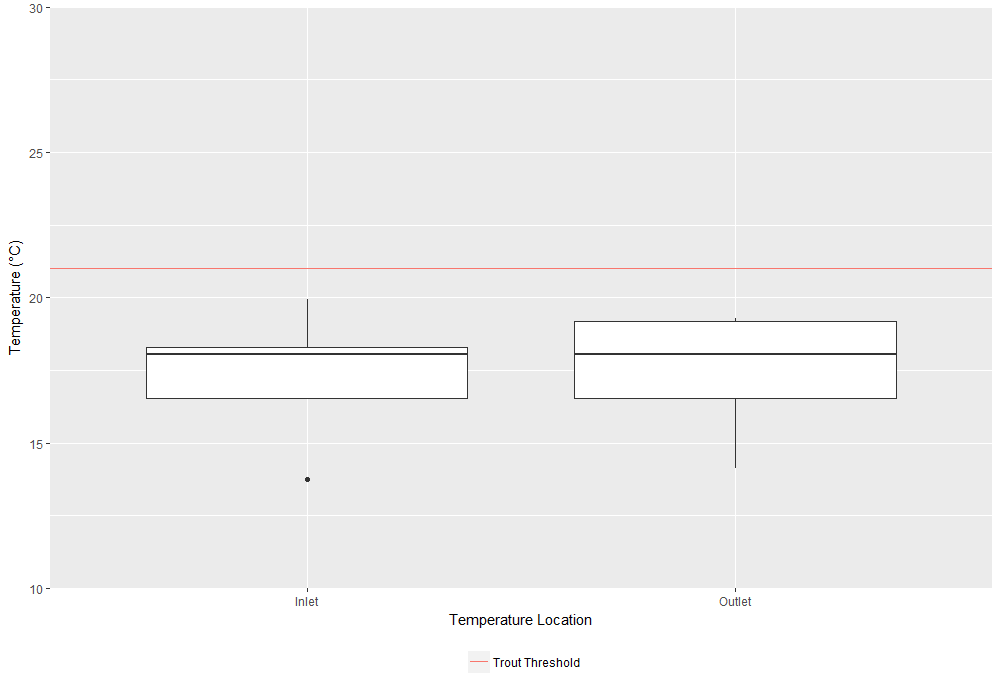 30
25
20
15
10
Temperature (°C)
Inlet Outlet
Temperature Location
Trout Threshold